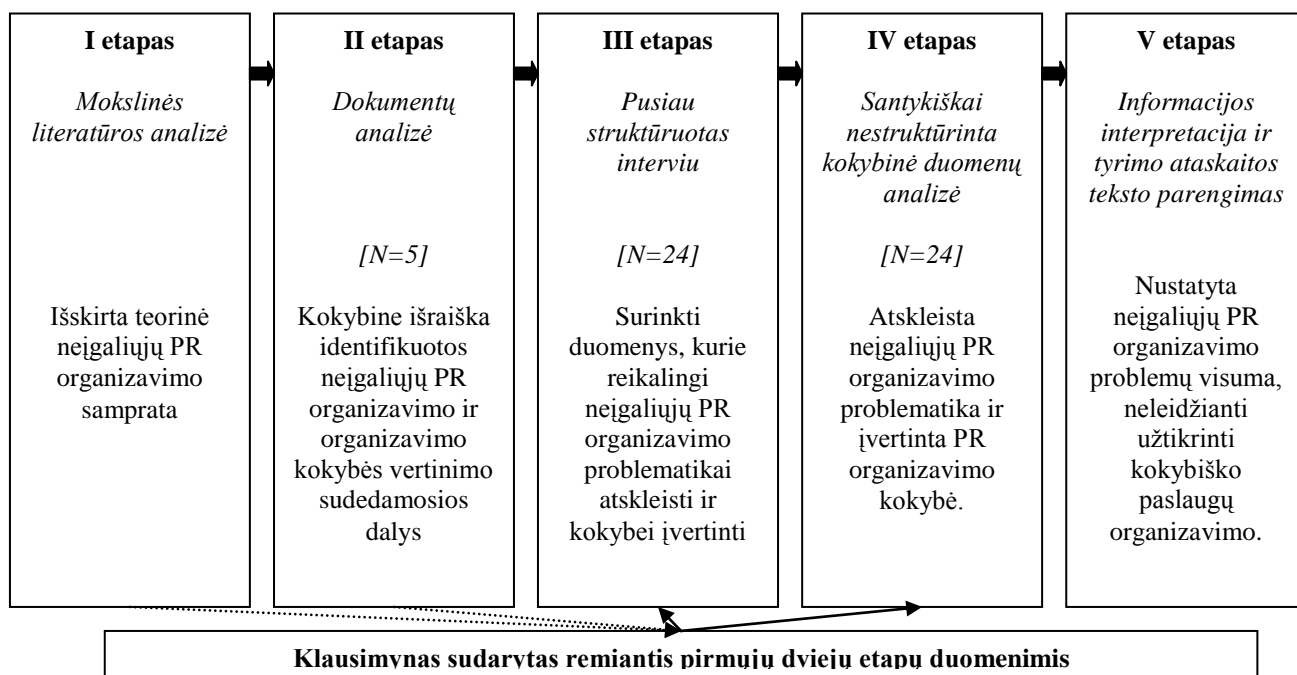 I etapas
Mokslinės
literatūros analizė
Išskirta teorinė
neįgaliųjų PR
organizavimo
samprata
II etapas
Dokumentų
analizė
[N=5]
Kokybine išraiška
identifikuotos
neįgaliųjų PR
organizavimo ir
organizavimo
kokybės vertinimo
sudedamosios
dalys
III etapas
Pusiau
struktūruotas
interviu
[N=24]
Surinkti
duomenys, kurie
reikalingi
neįgaliųjų PR
organizavimo
problematikai
atskleisti ir
kokybei įvertinti
IV etapas
Santykiškai
nestruktūrinta
kokybinė duomenų
analizė
[N=24]
Atskleista
neįgaliųjų PR
organizavimo
problematika ir
įvertinta PR
organizavimo
kokybė.
V etapas
Informacijos
interpretacija ir
tyrimo ataskaitos
teksto parengimas
Nustatyta
neįgaliųjų PR
organizavimo
problemų visuma,
neleidžianti
užtikrinti
kokybiško
paslaugų
organizavimo.
Klausimynas sudarytas remiantis pirmųjų dviejų etapų duomenimis